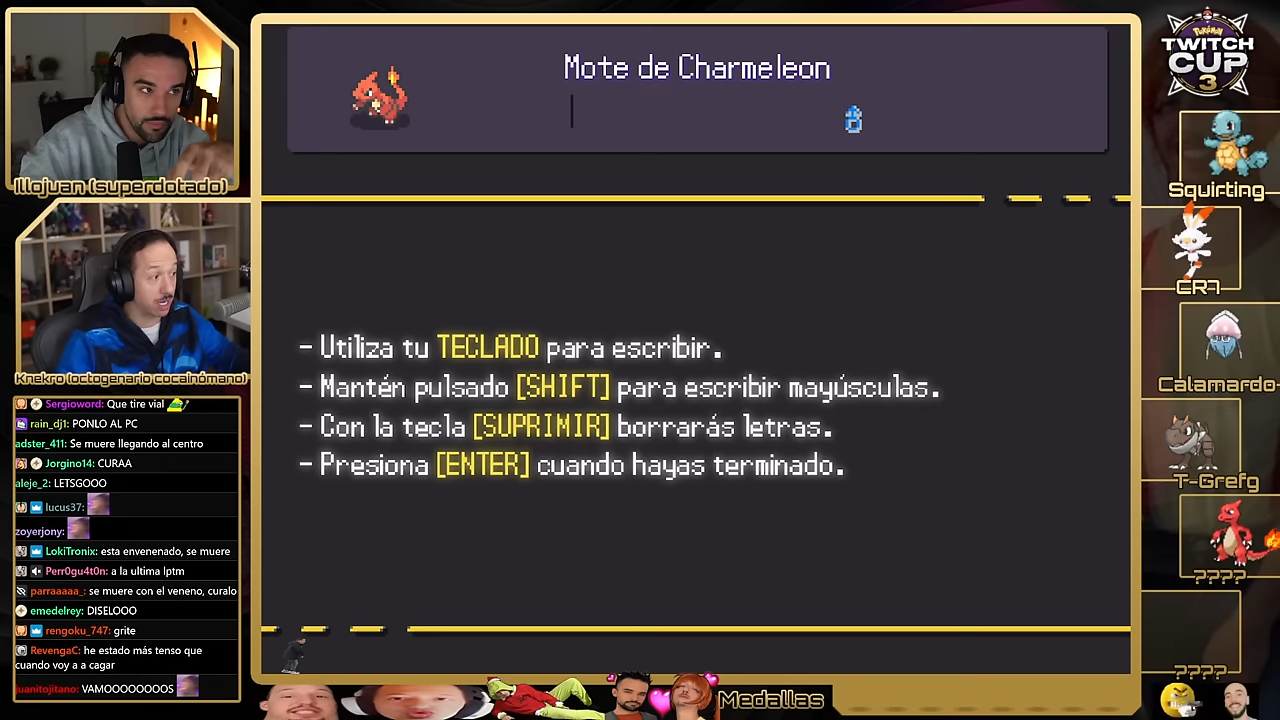 Illojuan (superdotado)
Knekro (octogenario cocainómano)
Sergioword: Que tire vial
rain_dj1: PONLO AL PC
adster_411: Se muere llegando al centro
Jorgino14: CURAA
aleje_2: LETSGOOO
lucus37:
zoyerjony:
LokiTronix: esta envenenado, se muere
Perr0gu4t0n: a la ultima lptm
parraaaaa_: se muere con el veneno, curalo
emedelrey: DISELOOO
rengoku_747: grite
RevengaC: he estado más tenso que
cuando voy a a cagar
juanitojitano: VAMOOOOOOOS
Mote de Charmeleon
- Utiliza tu TECLADO para escribir.
- Mantén pulsado [SHIFT] para escribir mayúsculas.
- Con la tecla [SUPRIMIR] borrarás letras.
- Presiona [ENTER] cuando hayas terminado.
Medallas
Pokémon
TWITCH
CUP
3
Squirting
CR7
Calamardo
T-Grefg
????
????